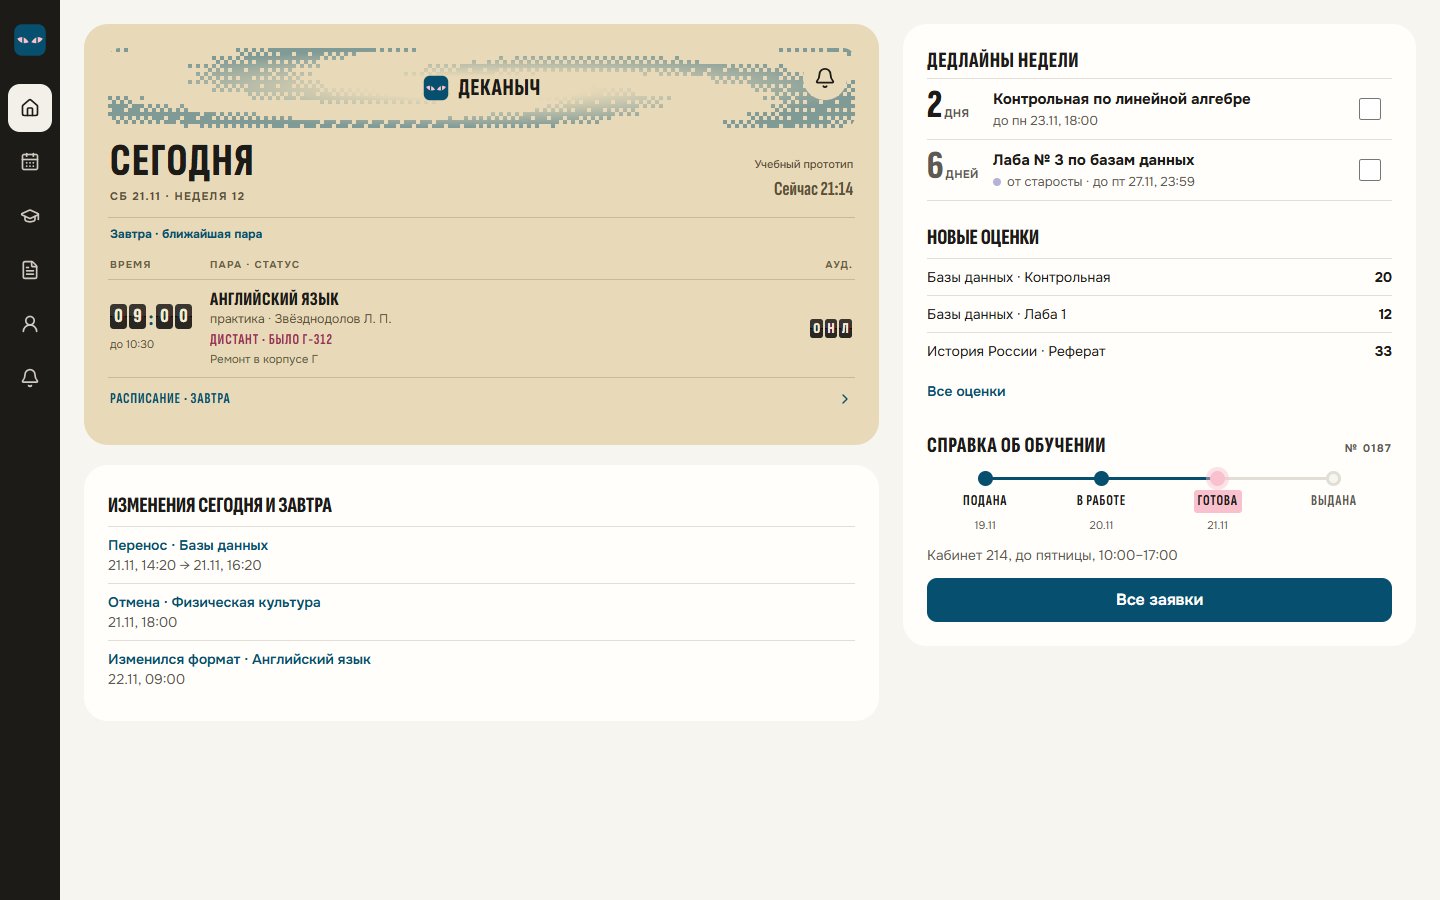 ДЕКАНЫЧ
СЕГОДНЯ
СБ 21.11 · НЕДЕЛЯ 12
Учебный прототип
Сейчас 21:14
Завтра · ближайшая пара
ВРЕМЯ
ПАРА · СТАТУС
АУД.
09:00
до 10:30
АНГЛИЙСКИЙ ЯЗЫК
практика · Звёзднодолов Л. П.
ДИСТАНТ · БЫЛО Г-312
Ремонт в корпусе Г
ОНЛ
РАСПИСАНИЕ · ЗАВТРА
ИЗМЕНЕНИЯ СЕГОДНЯ И ЗАВТРА
Перенос · Базы данных
21.11, 14:20 → 21.11, 16:20
Отмена · Физическая культура
21.11, 18:00
Изменился формат · Английский язык
22.11, 09:00
ДЕДЛАЙНЫ НЕДЕЛИ
2 ДНЯ
Контрольная по линейной алгебре
до пн 23.11, 18:00
6 ДНЕЙ
Лаба № 3 по базам данных
от старосты · до пт 27.11, 23:59
НОВЫЕ ОЦЕНКИ
Базы данных · Контрольная 20
Базы данных · Лаба 1 12
История России · Реферат 33
Все оценки
СПРАВКА ОБ ОБУЧЕНИИ
№ 0187
ПОДАНА В РАБОТЕ ГОТОВА ВЫДАНА
19.11 20.11 21.11
Кабинет 214, до пятницы, 10:00–17:00
Все заявки